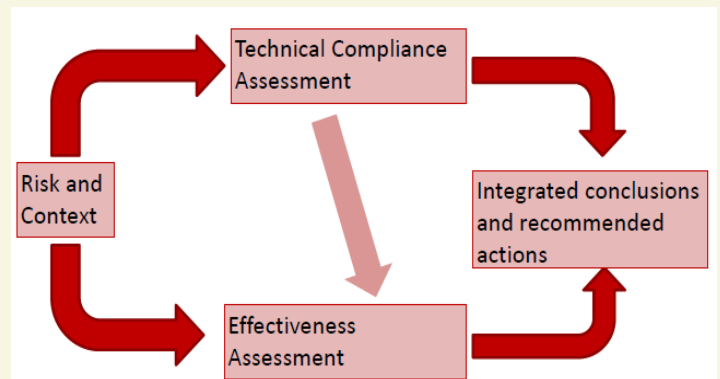 Technical Compliance
Assessment
Risk and
Context
Integrated conclusions
and recommended
actions
Effectiveness
Assessment